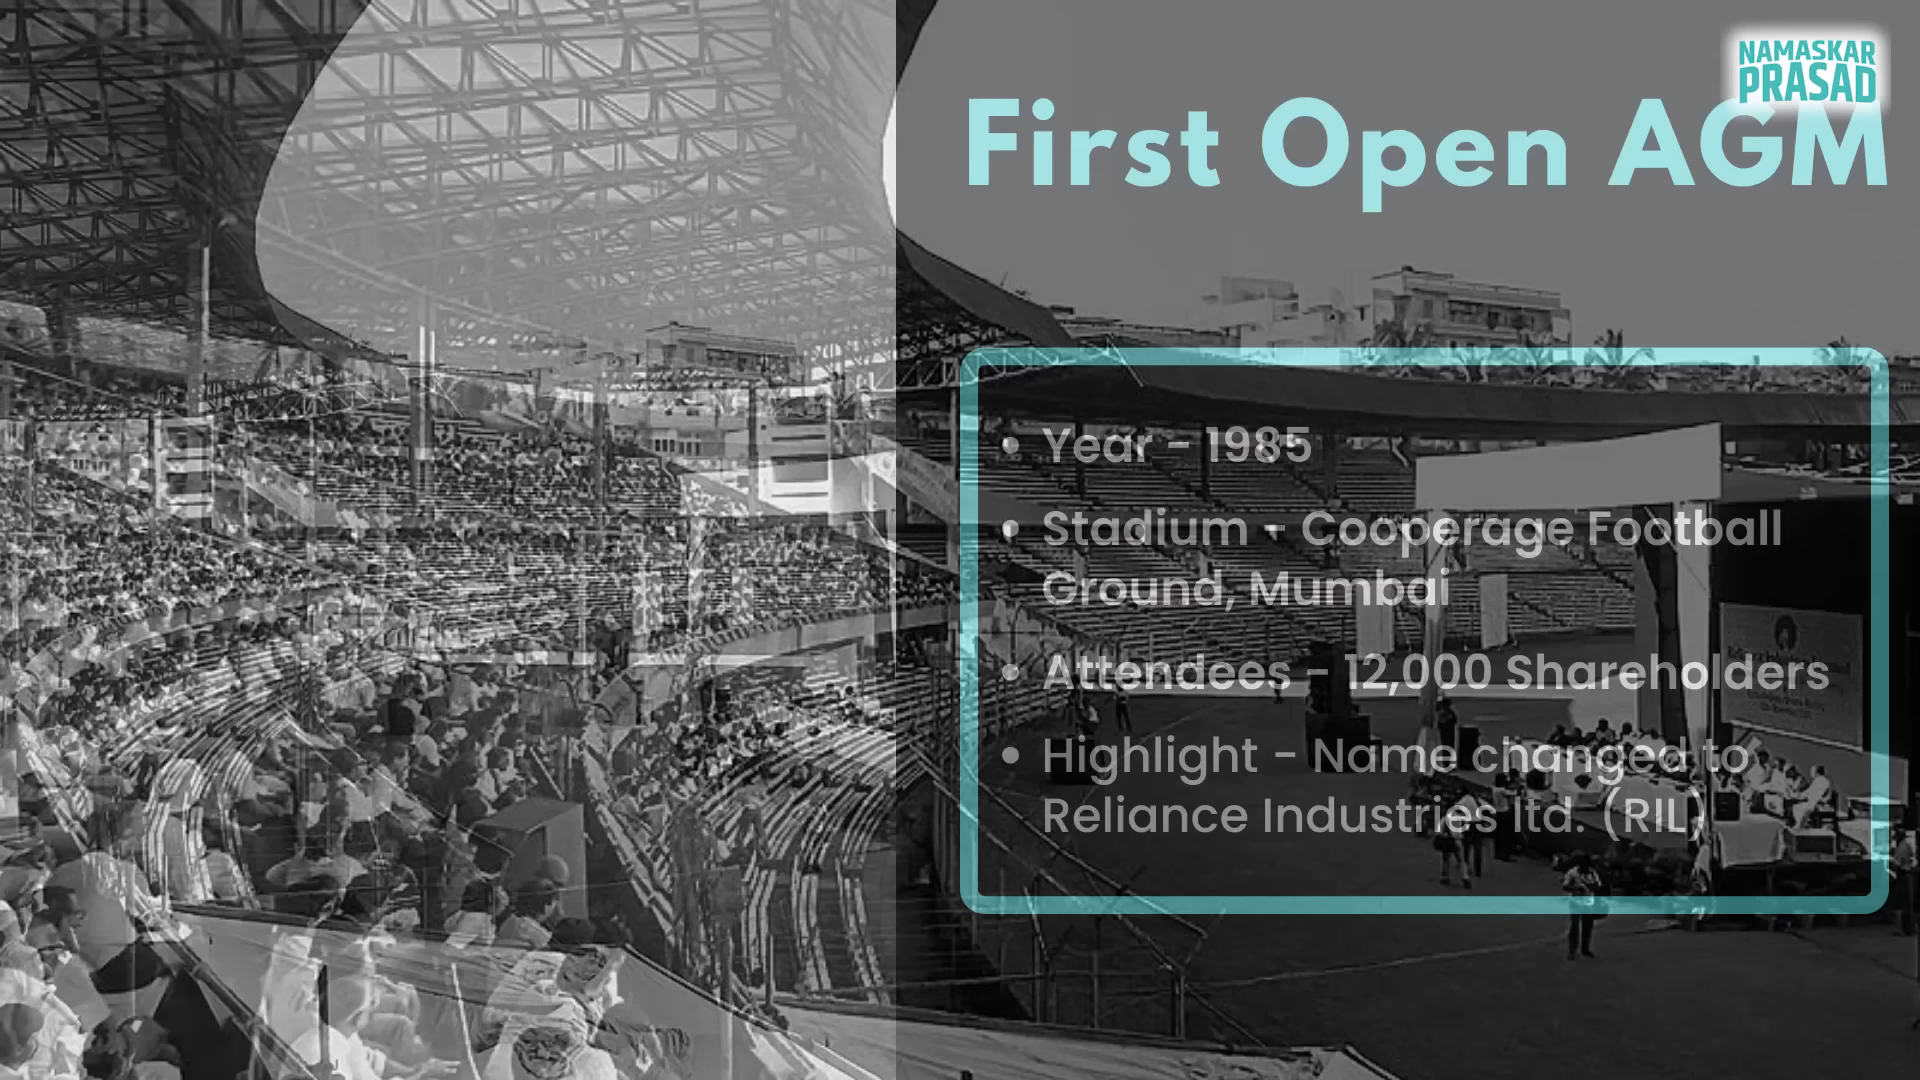 NAMASKAR
PRASAD
First Open AGM
• Year - 1985
• Stadium - Cooperage Football
Ground, Mumbai
• Attendees - 12,000 Shareholders
• Highlight - Name changed to
Reliance Industries ltd. (RIL)